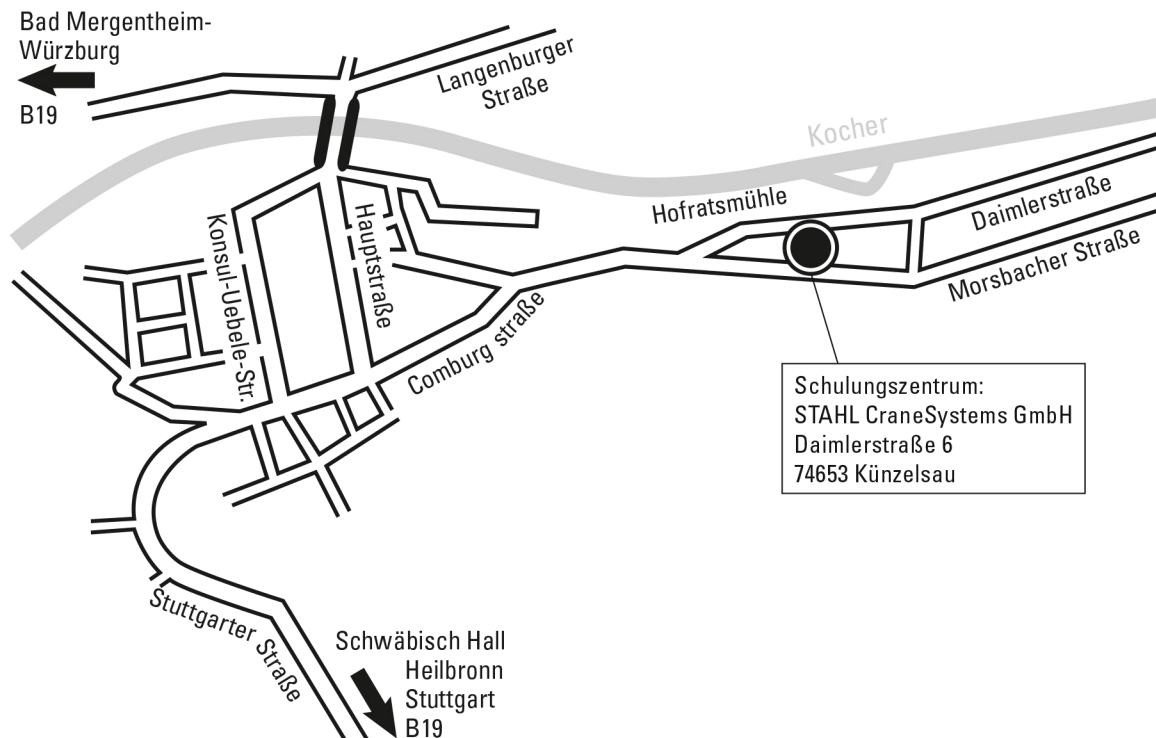 Bad Mergentheim-
Würzburg
B19
Langenburger
Straße
Kocher
Hofratsmühle
Daimlerstraße
Morsbacher Straße
Konsul-Uebele-Str.
Hauptstraße
Comburg straße
Schulungszentrum:
STAHL CraneSystems GmbH
Daimlerstraße 6
74653 Künzelsau
Stuttgarter Straße
Schwäbisch Hall
Heilbronn
Stuttgart
B19